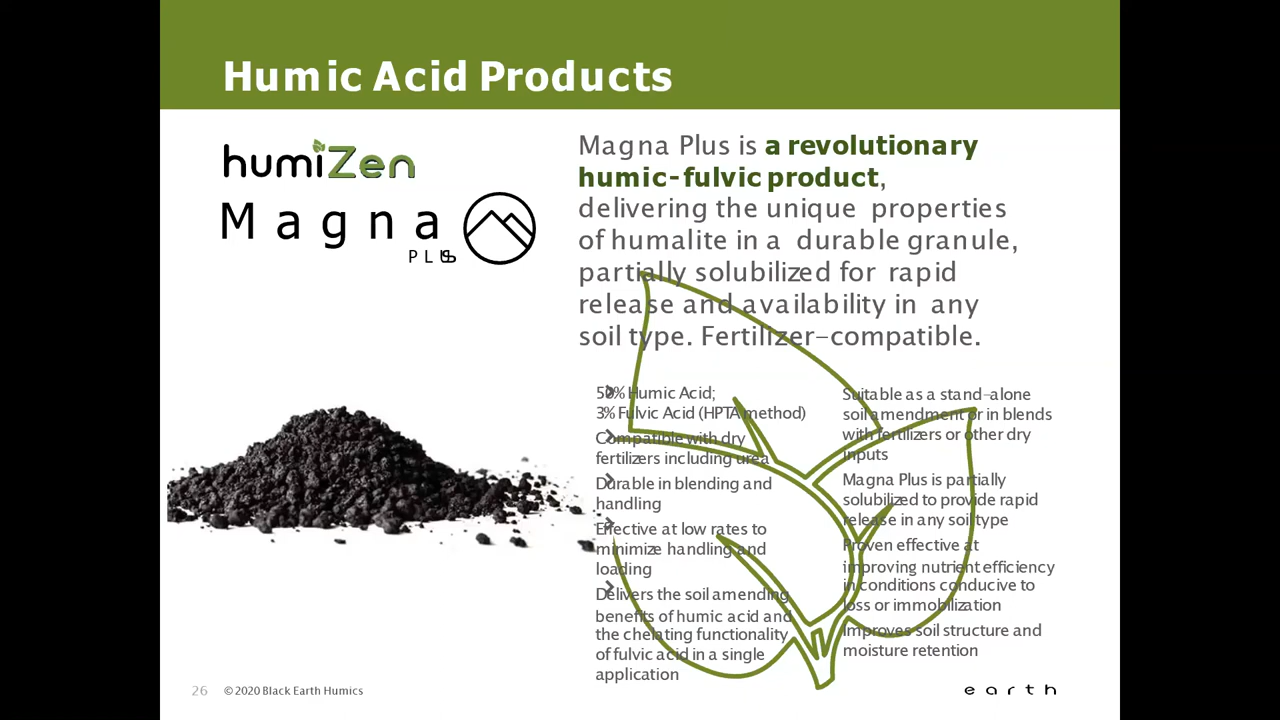 Humic Acid Products
humiZen
Magna
PLUS
Magna Plus is a revolutionary
humic-fulvic product,
delivering the unique properties
of humalite in a durable granule,
partially solubilized for rapid
release and availability in any
soil type. Fertilizer-compatible.
50% Humic Acid;
3% Fulvic Acid (HPTA method)
Compatible with dry
fertilizers including urea
Durable in blending and
handling
Effective at low rates to
minimize handling and
loading
Delivers the soil amending
benefits of humic acid and
the chelating functionality
of fulvic acid in a single
application
Suitable as a stand-alone
soil amendment or in blends
with fertilizers or other dry
inputs
Magna Plus is partially
solubilized to provide rapid
release in any soil type
Proven effective at
improving nutrient efficiency
in conditions conducive to
loss or immobilization
Improves soil structure and
moisture retention
26 © 2020 Black Earth Humics
earth